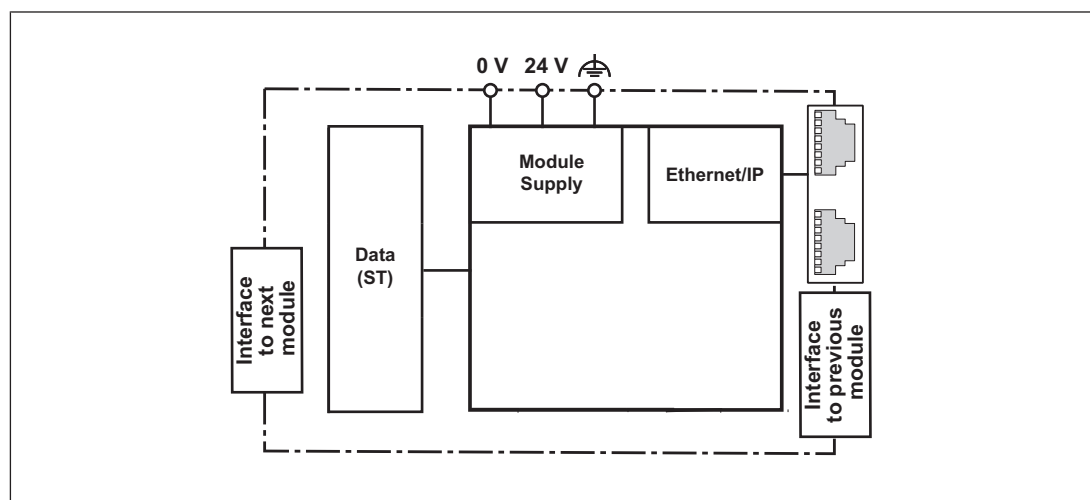 0 V 24 V
Module
Supply
Ethernet/IP
Data
(ST)
Interface
to next
module
Interface
to previous
module